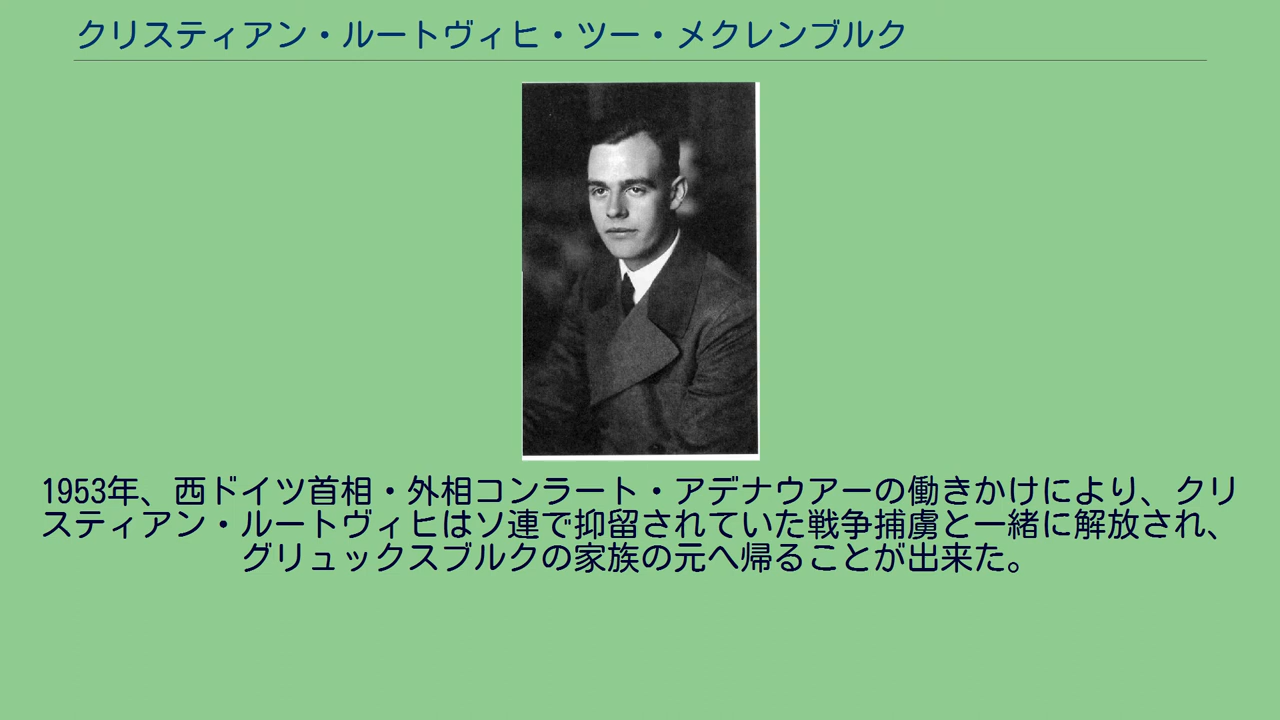 クリスティアン・ルートヴィヒ・ツー・メクレンブルク
1953年、西ドイツ首相・外相コンラート・アデナウアーの働きかけにより、クリ
スティアン・ルートヴィヒはソ連で抑留されていた戦争捕虜と一緒に解放され、
グリュックスブルクの家族の元へ帰ることが出来た。